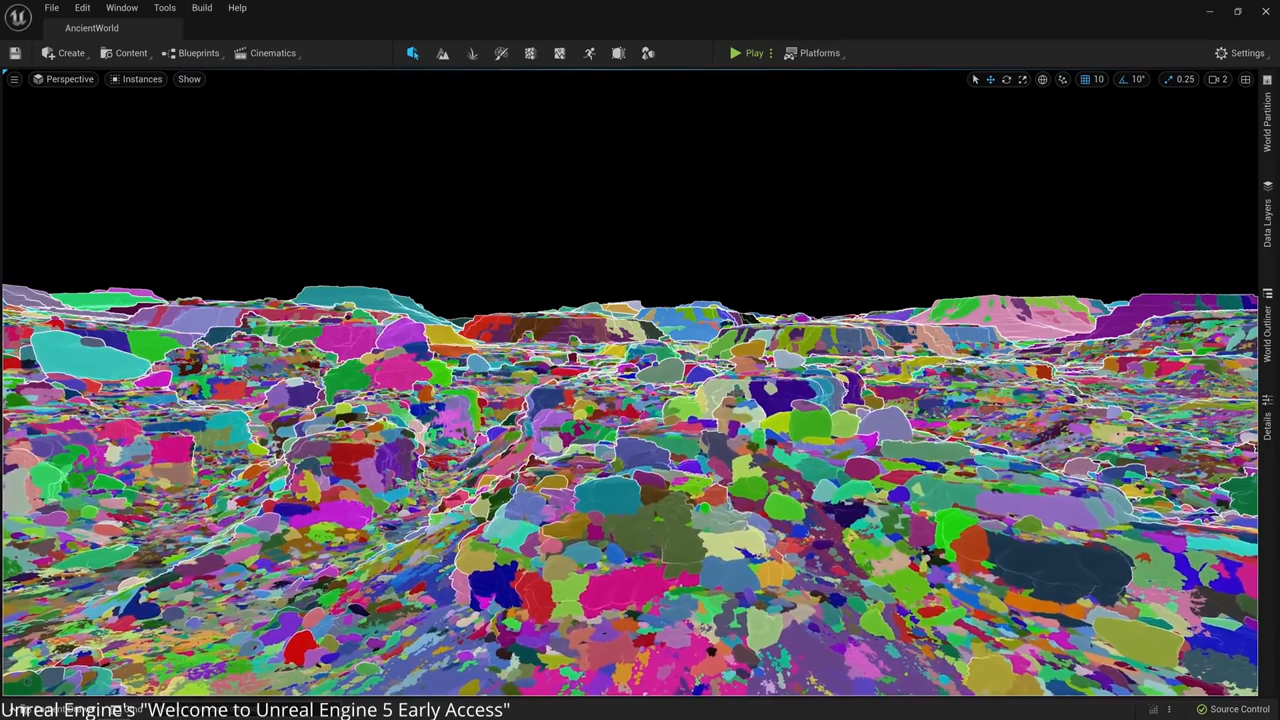 File Edit Window Tools Build Help
AncientWorld
Create Content Blueprints Cinematics Play Platforms Settings
Perspective Instances Show 10 10° 0.25 2
World Partition
Data Layers
World Outliner
Details
Unreal Engine's "Welcome to Unreal Engine 5 Early Access"
Source Control